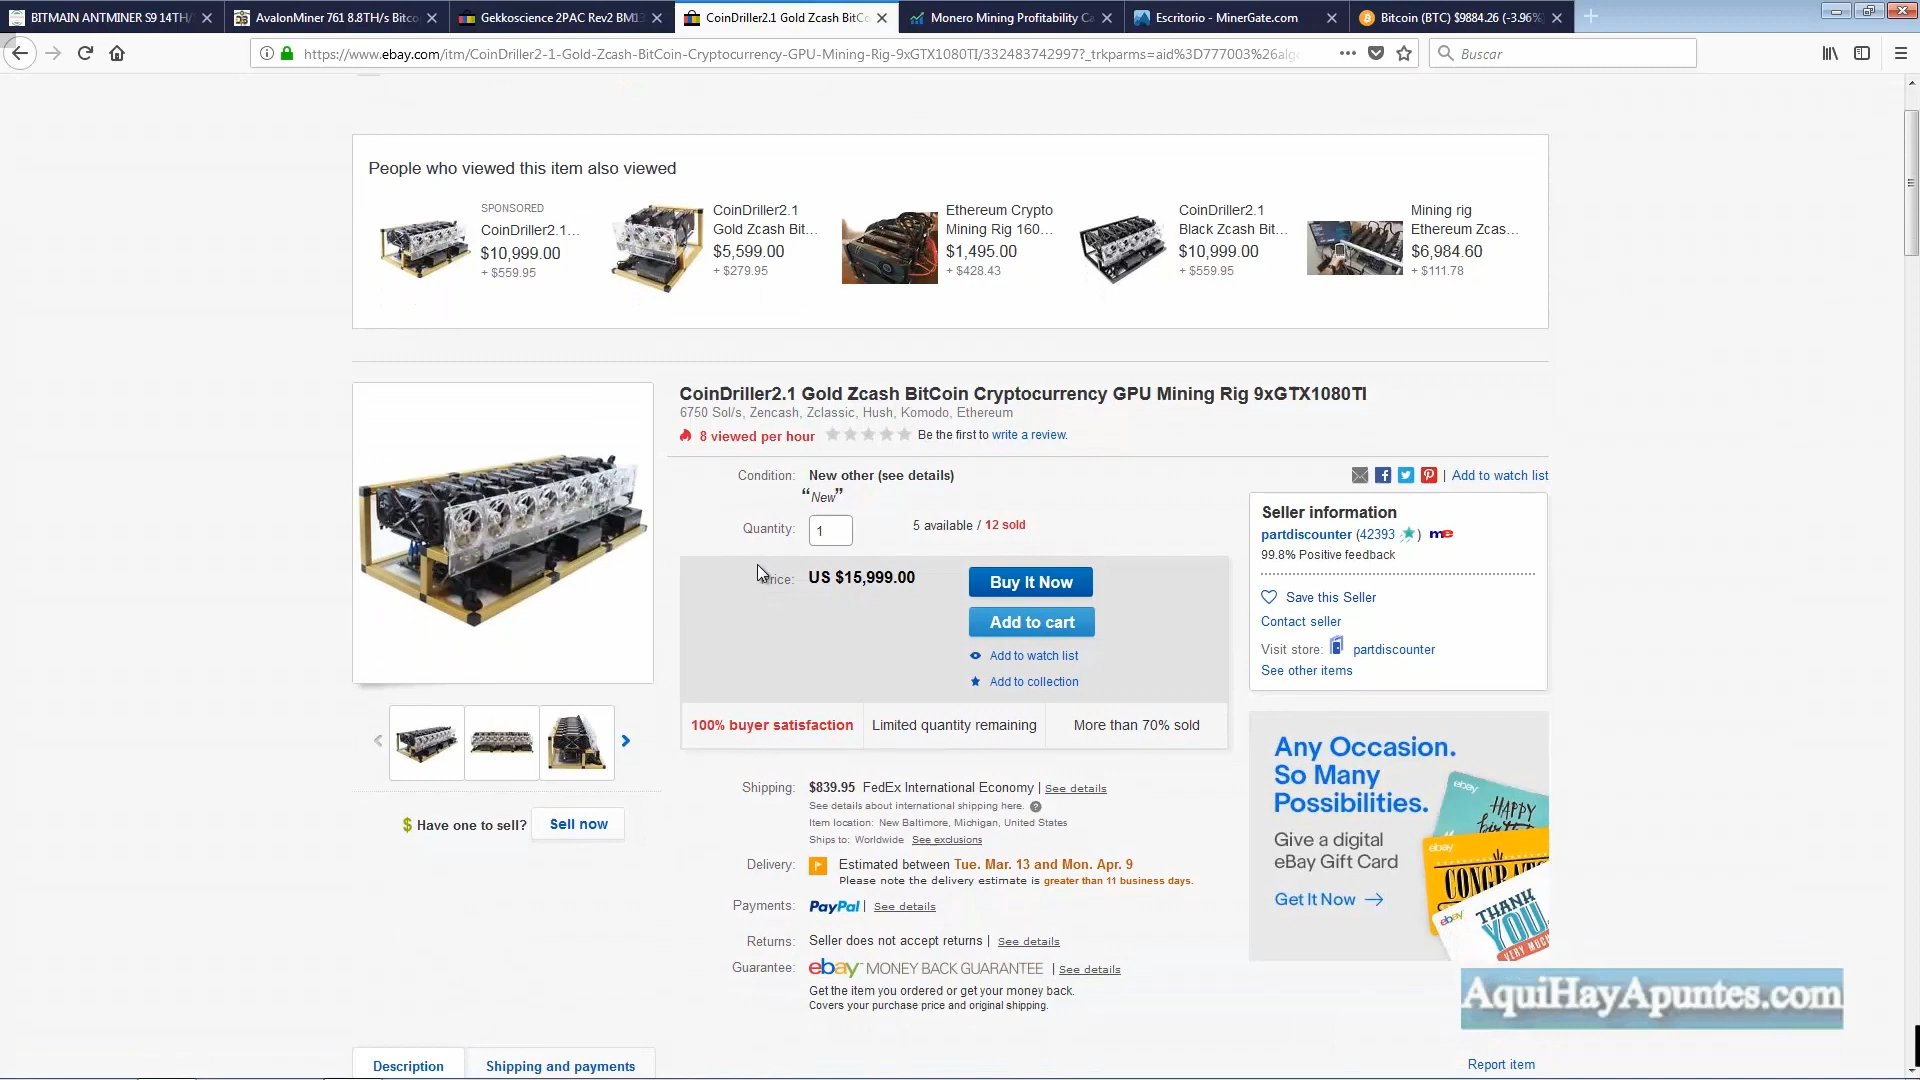 BITMAIN ANTMINER S9 14TH/
AvalonMiner 761 8.8TH/s Bitco
Gekkoscience 2PAC Rev2 BM13
CoinDriller2.1 Gold Zcash BitCo
Monero Mining Profitability Ca
Escritorio - MinerGate.com
Bitcoin (BTC) $9884.26 (-3.96%
https://www.ebay.com/itm/CoinDriller2-1-Gold-Zcash-BitCoin-Cryptocurrency-GPU-Mining-Rig-9xGTX1080TI/332483742997?_trkparms=aid%3D777003%26alg
Buscar
People who viewed this item also viewed
SPONSORED
CoinDriller2.1...
$10,999.00
+ $559.95
CoinDriller2.1
Gold Zcash Bit...
$5,599.00
+ $279.95
Ethereum Crypto
Mining Rig 160...
$1,495.00
+ $428.43
CoinDriller2.1
Black Zcash Bit...
$10,999.00
+ $559.95
Mining rig
Ethereum Zcas...
$6,984.60
+ $111.78
CoinDriller2.1 Gold Zcash BitCoin Cryptocurrency GPU Mining Rig 9xGTX1080TI
6750 Sol/s, Zencash, Zclassic, Hush, Komodo, Ethereum
8 viewed per hour Be the first to write a review.
Condition: New other (see details)
“New”
Quantity: 1 5 available / 12 sold
rice: US $15,999.00
Buy It Now
Add to cart
Add to watch list
Add to collection
100% buyer satisfaction Limited quantity remaining More than 70% sold
Shipping: $839.95 FedEx International Economy | See details
See details about international shipping here. ?
Item location: New Baltimore, Michigan, United States
Ships to: Worldwide See exclusions
Delivery: Estimated between Tue. Mar. 13 and Mon. Apr. 9
Please note the delivery estimate is greater than 11 business days.
Payments: PayPal | See details
Returns: Seller does not accept returns | See details
Guarantee: ebay MONEY BACK GUARANTEE | See details
Get the item you ordered or get your money back.
Covers your purchase price and original shipping.
| Add to watch list
Seller information
partdiscounter (42393 ) me
99.8% Positive feedback
Save this Seller
Contact seller
Visit store: partdiscounter
See other items
$ Have one to sell? Sell now
Any Occasion.
So Many
Possibilities.
Give a digital
eBay Gift Card
Get It Now
ebay
HAPPY
ebay
ebay
THANK
YOU
VERY MUCH
AquiHayApuntes.com
Description
Shipping and payments
Report item